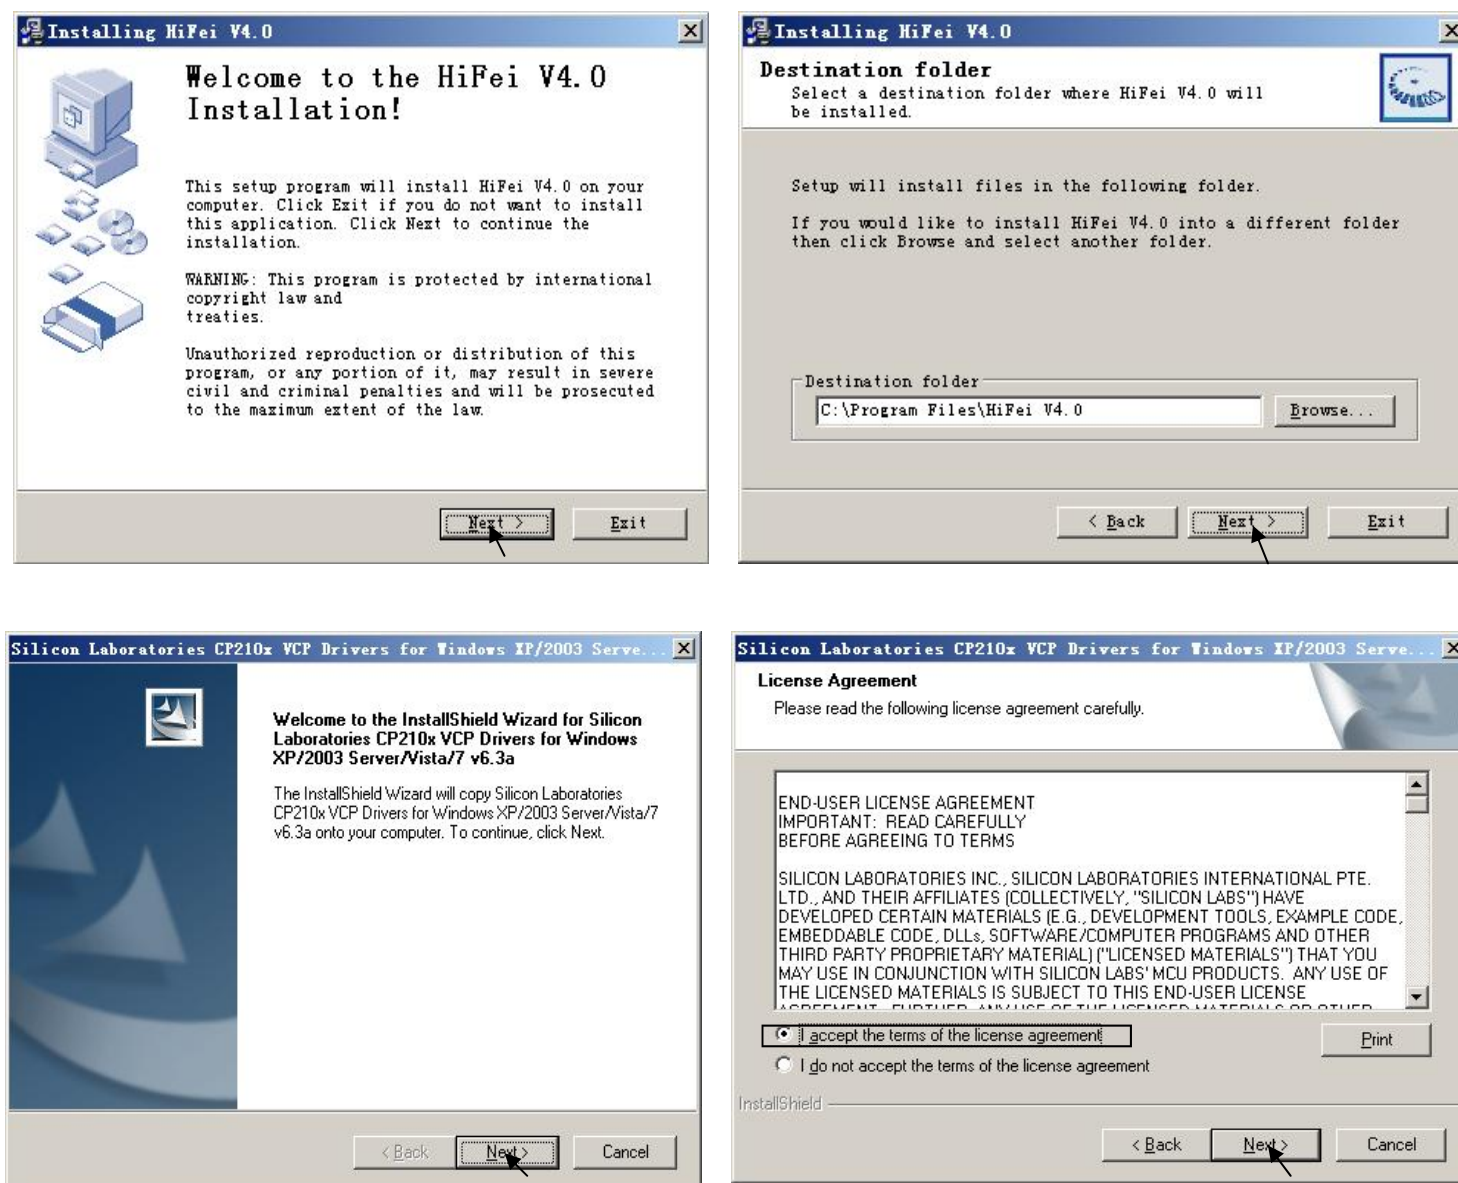 Installing HiFei V4.0
Welcome to the HiFei V4.0
Installation!
This setup program will install HiFei V4.0 on your
computer. Click Exit if you do not want to install
this application. Click Next to continue the
installation.
WARNING: This program is protected by international
copyright law and
treaties.
Unauthorized reproduction or distribution of this
program, or any portion of it, may result in severe
civil and criminal penalties and will be prosecuted
to the maximum extent of the law.
Next >
Exit
Installing HiFei V4.0
Destination folder
Select a destination folder where HiFei V4.0 will
be installed.
Setup will install files in the following folder.
If you would like to install HiFei V4.0 into a different folder
then click Browse and select another folder.
Destination folder
C:\Program Files\HiFei V4.0
Browse...
< Back
Next >
Exit
Silicon Laboratories CP210x VCP Drivers for Windows XP/2003 Serve...
Welcome to the InstallShield Wizard for Silicon
Laboratories CP210x VCP Drivers for Windows
XP/2003 Server/Vista/7 v6.3a
The InstallShield Wizard will copy Silicon Laboratories
CP210x VCP Drivers for Windows XP/2003 Server/Vista/7
v6.3a onto your computer. To continue, click Next.
< Back
Next >
Cancel
Silicon Laboratories CP210x VCP Drivers for Windows XP/2003 Serve...
License Agreement
Please read the following license agreement carefully.
END-USER LICENSE AGREEMENT
IMPORTANT: READ CAREFULLY
BEFORE AGREEING TO TERMS
SILICON LABORATORIES INC., SILICON LABORATORIES INTERNATIONAL PTE.
LTD., AND THEIR AFFILIATES (COLLECTIVELY, "SILICON LABS") HAVE
DEVELOPED CERTAIN MATERIALS (E.G., DEVELOPMENT TOOLS, EXAMPLE CODE,
EMBEDDABLE CODE, DLLs, SOFTWARE/COMPUTER PROGRAMS AND OTHER
THIRD PARTY PROPRIETARY MATERIAL) ("LICENSED MATERIALS") THAT YOU
MAY USE IN CONJUNCTION WITH SILICON LABS' MCU PRODUCTS. ANY USE OF
THE LICENSED MATERIALS IS SUBJECT TO THIS END-USER LICENSE
AGREEMENT. FURTHER, ANY USE OF THE LICENSED MATERIALS OR OTHER
I accept the terms of the license agreement
Print
I do not accept the terms of the license agreement
InstallShield
< Back
Next >
Cancel